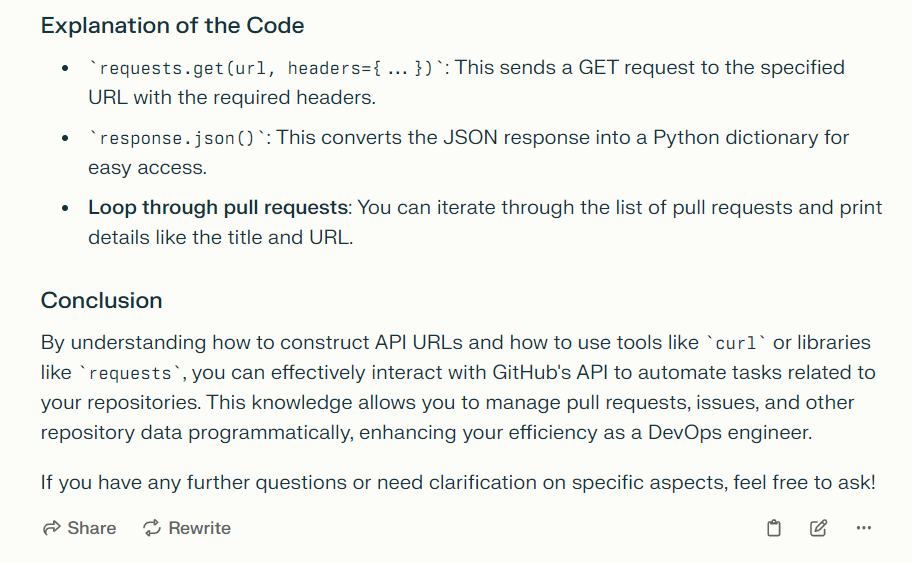 Explanation of the Code
• `requests.get(url, headers={ ... })`: This sends a GET request to the specified
URL with the required headers.
• `response.json()`: This converts the JSON response into a Python dictionary for
easy access.
• Loop through pull requests: You can iterate through the list of pull requests and print
details like the title and URL.
Conclusion
By understanding how to construct API URLs and how to use tools like `curl` or libraries
like `requests`, you can effectively interact with GitHub's API to automate tasks related to
your repositories. This knowledge allows you to manage pull requests, issues, and other
repository data programmatically, enhancing your efficiency as a DevOps engineer.
If you have any further questions or need clarification on specific aspects, feel free to ask!
Share Rewrite